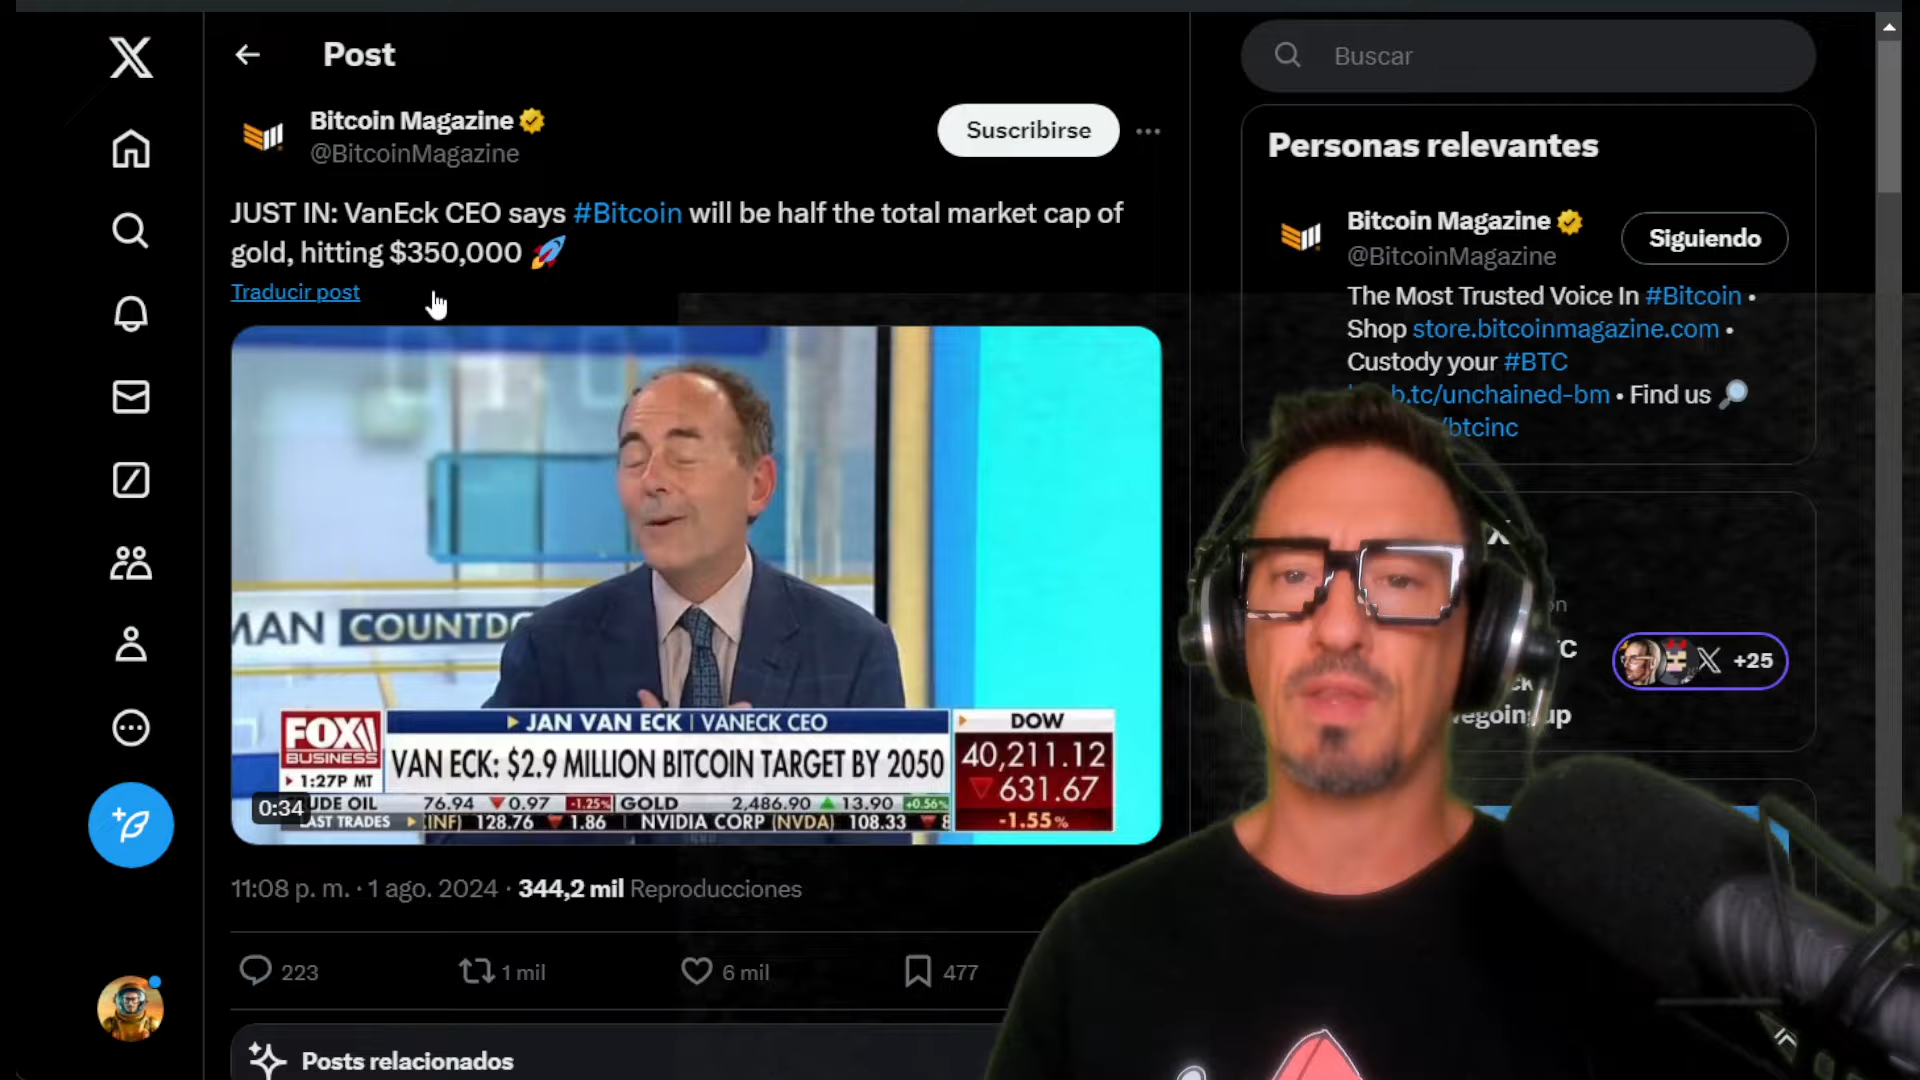 Post
Buscar
Bitcoin Magazine
@BitcoinMagazine
Suscribirse
JUST IN: VanEck CEO says #Bitcoin will be half the total market cap of
gold, hitting $350,000 🚀
Traducir post
MAN COUNTD
FOX
BUSINESS
1:27P MT
JAN VAN ECK | VANECK CEO
VAN ECK: $2.9 MILLION BITCOIN TARGET BY 2050
DOW
40,211.12
▼631.67
-1.55%
0:34
UDE OIL 76.94 ▼0.97 -1.25% GOLD 2,486.90 ▲13.90 +0.56%
AST TRADES (INF) 128.76 ▼1.86 NVIDIA CORP (NVDA) 108.33 ▼8
11:08 p. m. · 1 ago. 2024 · 344,2 mil Reproducciones
223
1 mil
6 mil
477
Posts relacionados
Personas relevantes
Bitcoin Magazine
@BitcoinMagazine
Siguiendo
The Most Trusted Voice In #Bitcoin •
Shop store.bitcoinmagazine.com •
Custody your #BTC
b.tc/unchained-bm • Find us 🔎
/btcinc
+25